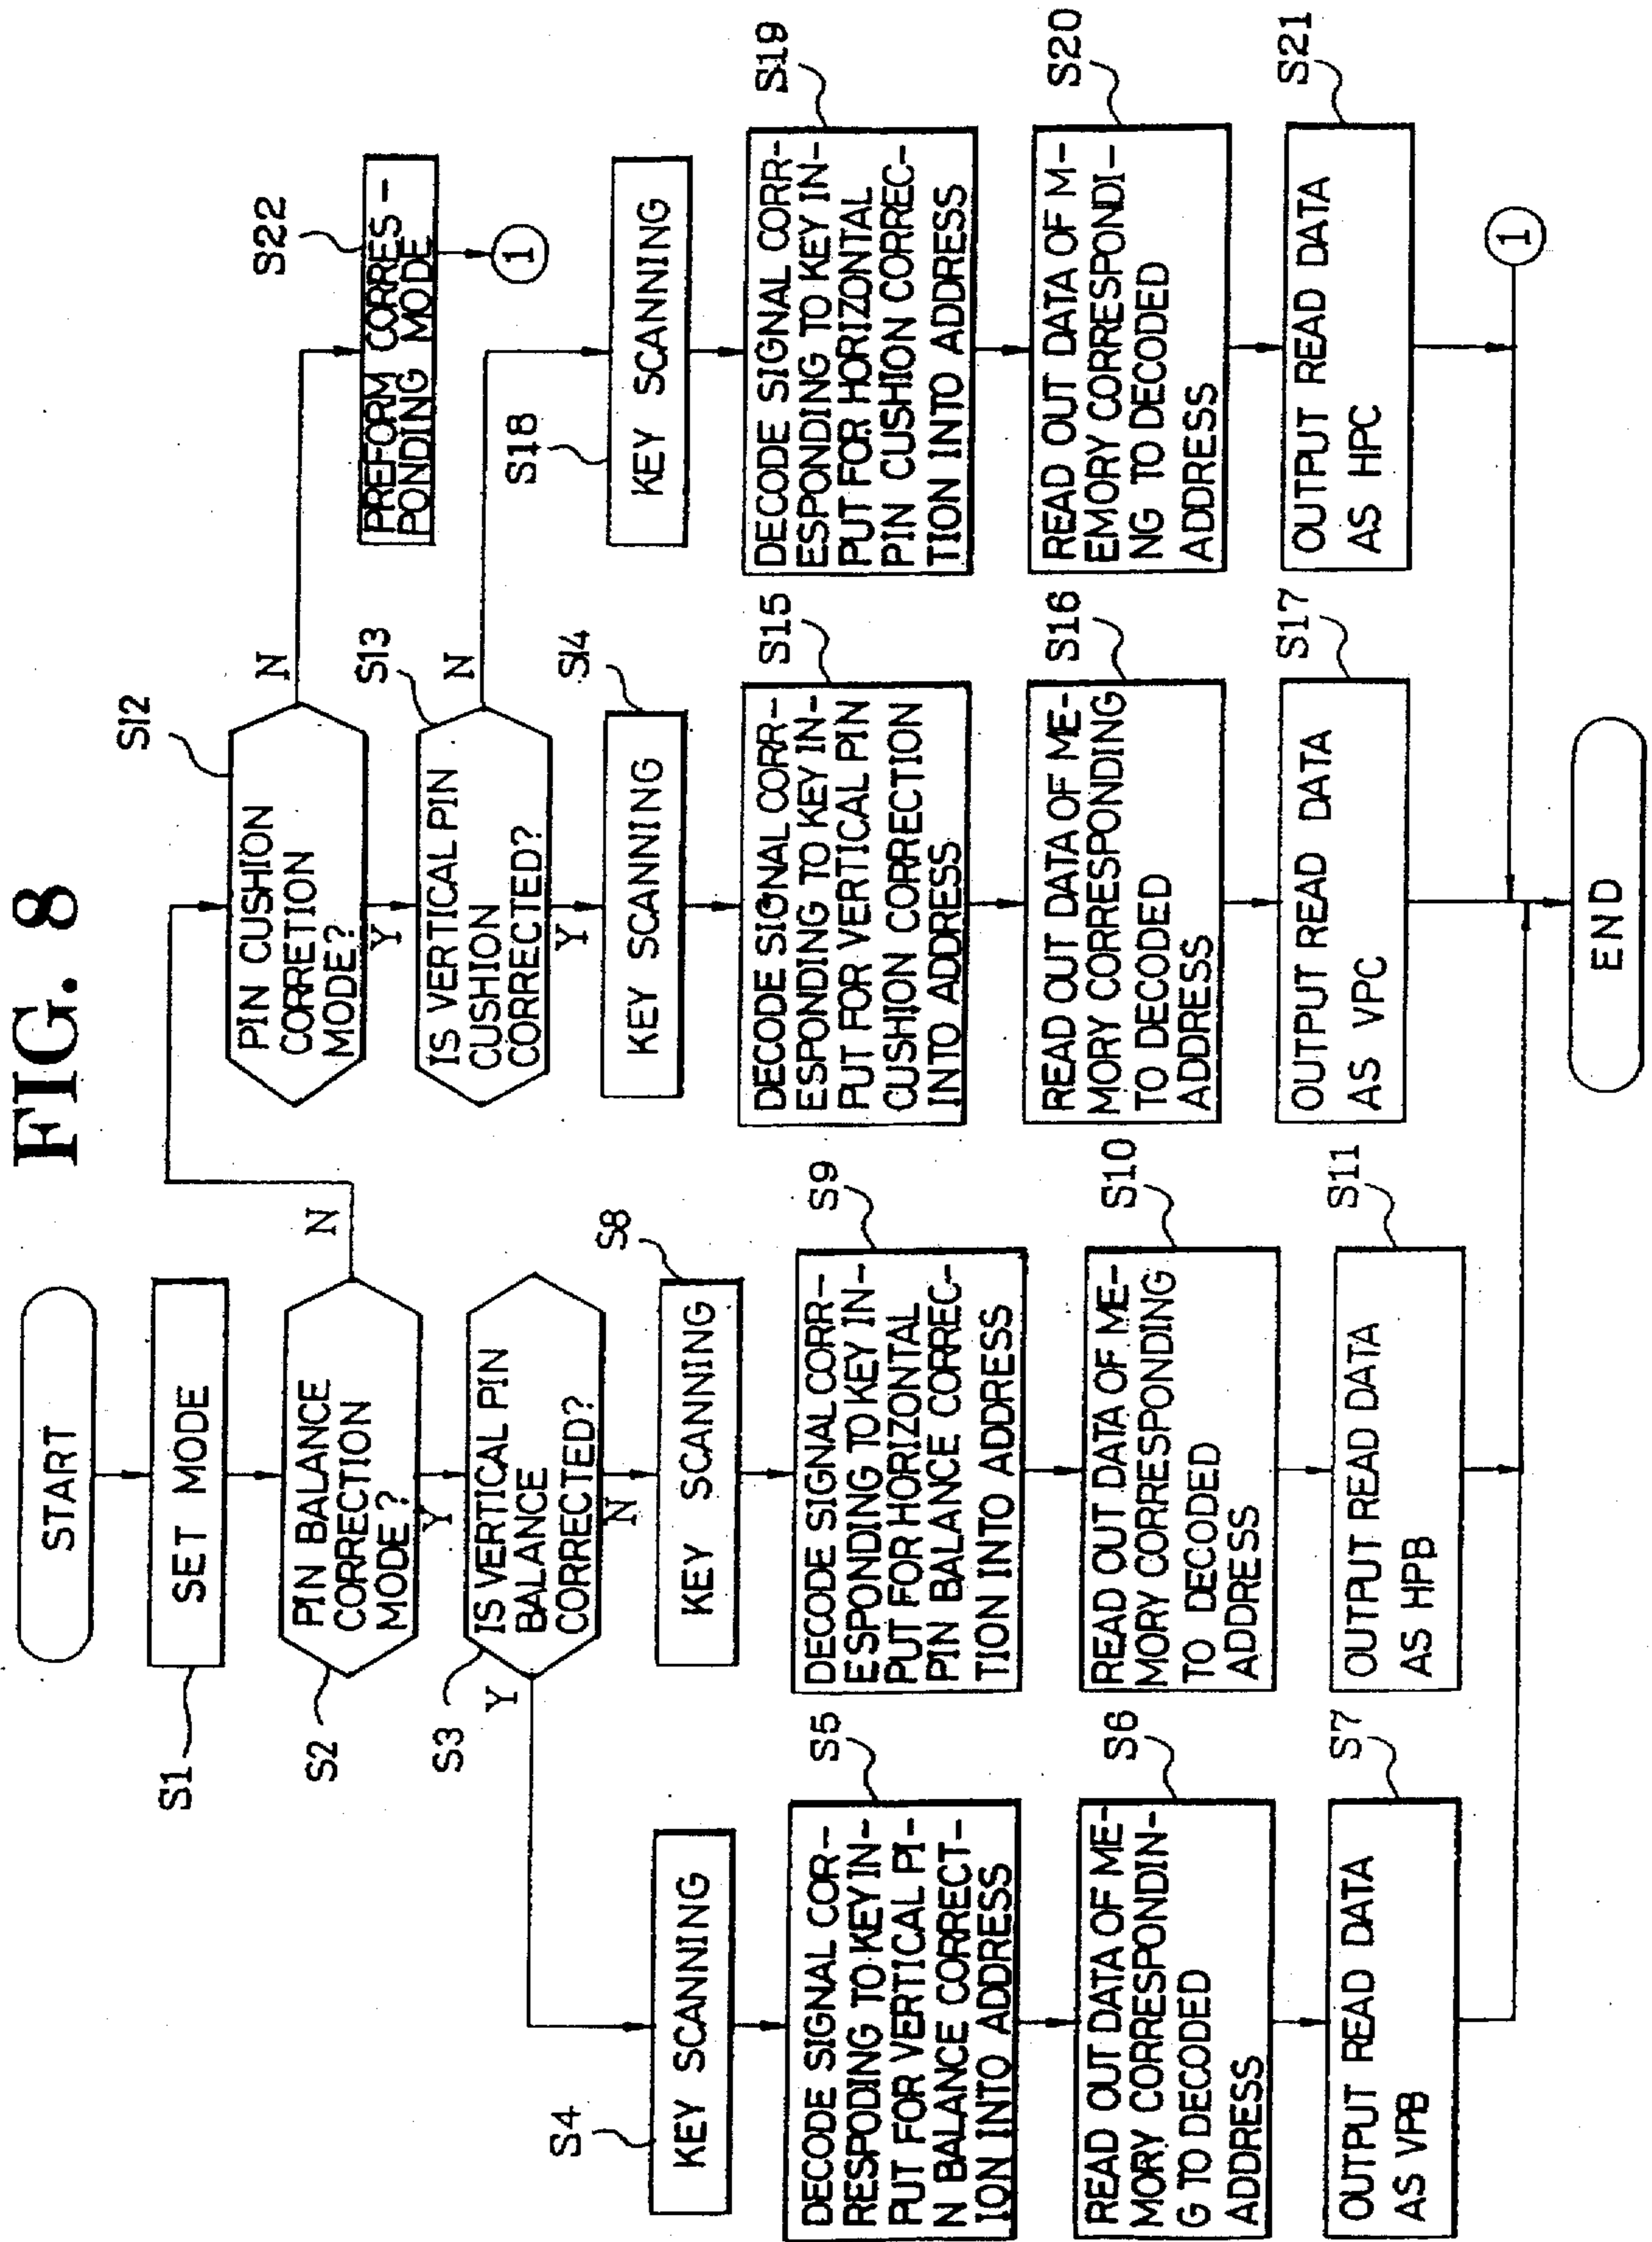 FIG. 8
START
S1
SET MODE
S2
PIN BALANCE
CORRECTION
MODE?
N
Y
S3
IS VERTICAL PIN
BALANCE
CORRECTED?
Y
N
S4
KEY SCANNING
DECODE SIGNAL COR-
RESPODING TO KEY IN-
PUT FOR VERTICAL PI-
N BALANCE CORRECT-
ION INTO ADDRESS
S5
READ OUT DATA OF ME-
MORY CORRESPONDIN-
G TO DECODED
ADDRESS
S6
OUTPUT READ DATA
AS VPB
S7
KEY SCANNING
S8
DECODE SIGNAL CORR-
ESPONDING TO KEY IN-
PUT FOR HORIZONTAL
PIN BALANCE CORREC-
TION INTO ADDRESS
S9
READ OUT DATA OF ME-
MORY CORRESPONDING
TO DECODED
ADDRESS
S10
OUTPUT READ DATA
AS HPB
S11
PIN CUSHION
CORRETION
MODE?
S12
N
Y
IS VERTICAL PIN
CUSHION
CORRECTED?
S13
N
Y
KEY SCANNING
S14
DECODE SIGNAL CORR-
ESPONDING TO KEY IN-
PUT FOR VERTICAL PIN
CUSHION CORRECTION
INTO ADDRESS
S15
READ OUT DATA OF ME-
MORY CORRESPONDING
TO DECODED
ADDRESS
S16
OUTPUT READ DATA
AS VPC
S17
S22
PREFORM CORRES-
PONDING MODE
1
S18
KEY SCANNING
DECODE SIGNAL CORR-
ESPONDING TO KEY IN-
PUT FOR HORIZONTAL
PIN CUSHION CORREC-
TION INTO ADDRESS
S19
READ OUT DATA OF M-
EMORY CORRESPONDI-
NG TO DECODED
ADDRESS
S20
OUTPUT READ DATA
AS HPC
S21
1
END